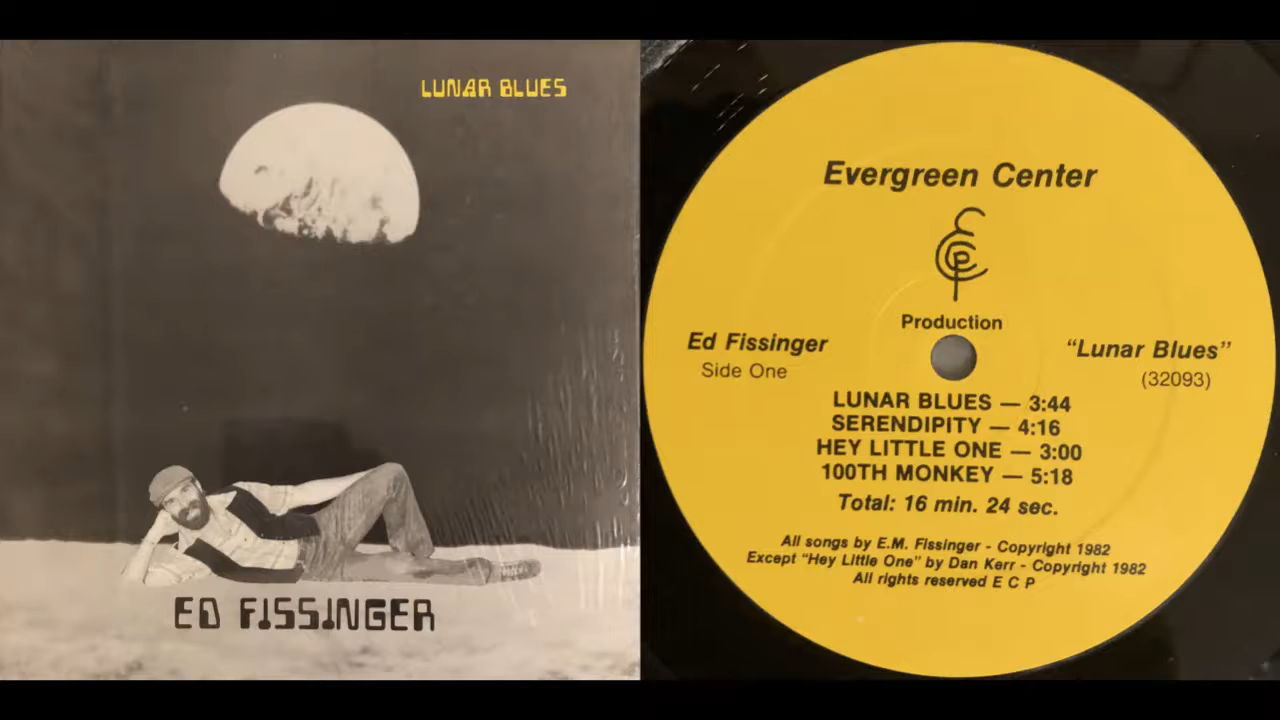 LUNAR BLUES
ED FISSINGER
Evergreen Center
ECP
Production
Ed Fissinger
Side One
"Lunar Blues"
(32093)
LUNAR BLUES — 3:44
SERENDIPITY — 4:16
HEY LITTLE ONE — 3:00
100TH MONKEY — 5:18
Total: 16 min. 24 sec.
All songs by E.M. Fissinger - Copyright 1982
Except "Hey Little One" by Dan Kerr - Copyright 1982
All rights reserved E C P